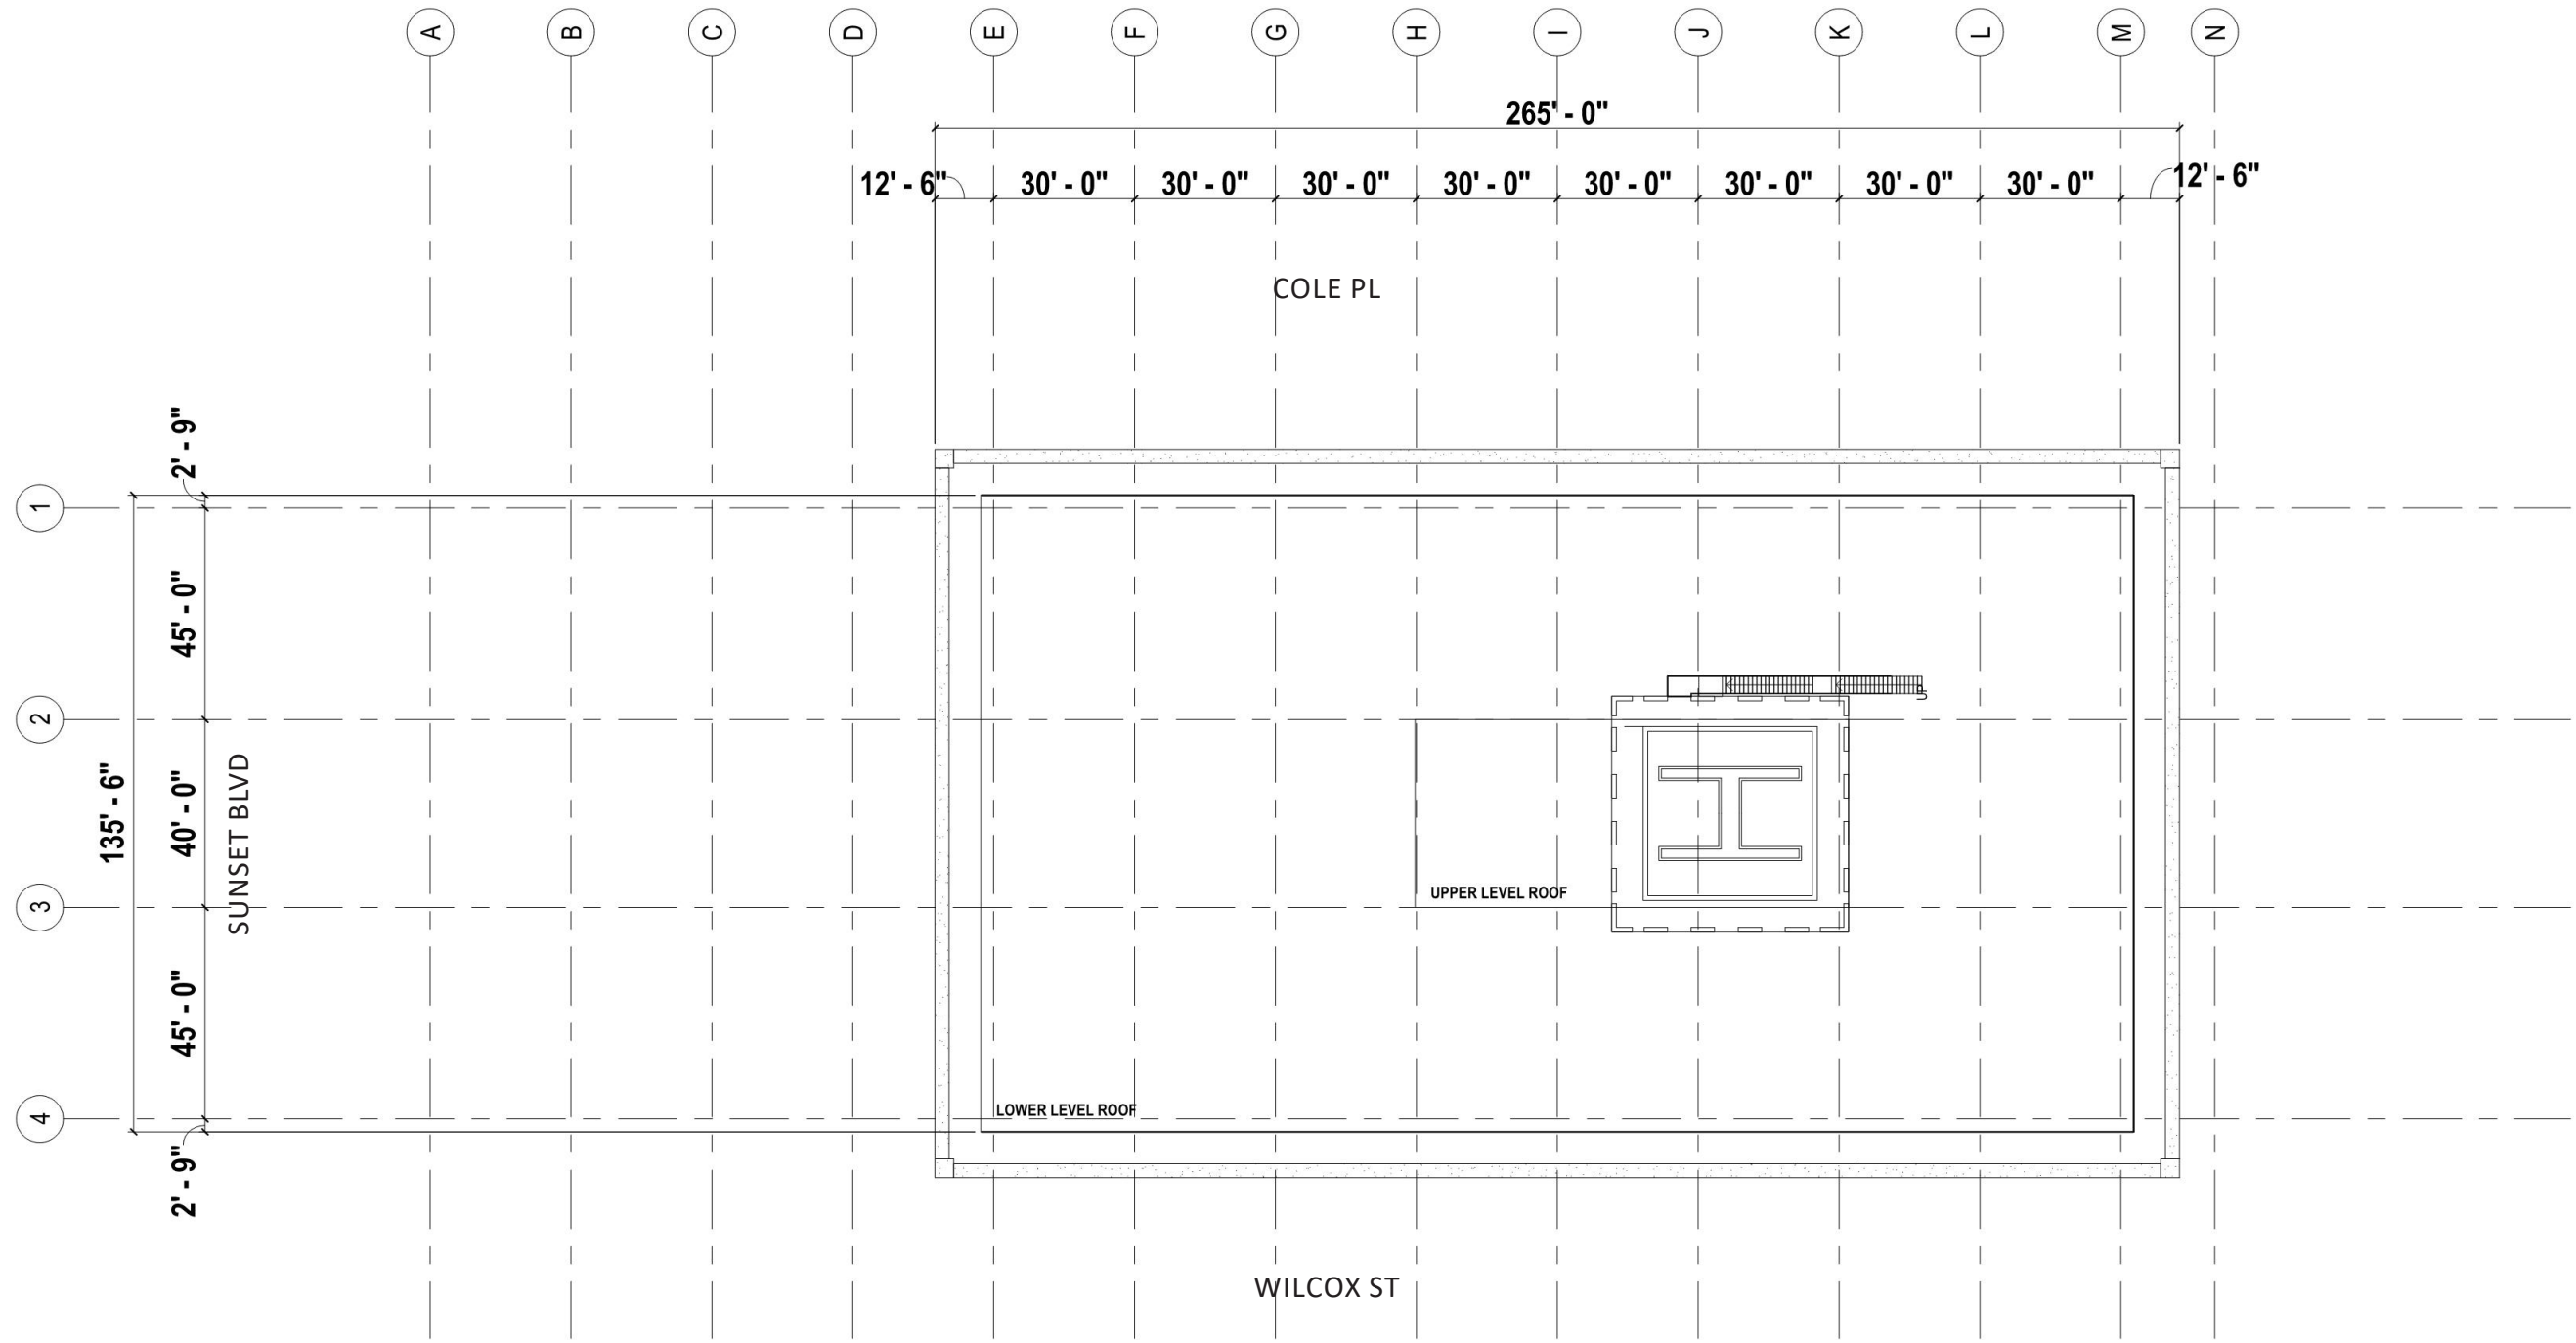 A
B
C
D
E
F
G
H
I
J
K
L
M
N
265' - 0"
12' - 6"
30' - 0"
30' - 0"
30' - 0"
30' - 0"
30' - 0"
30' - 0"
30' - 0"
30' - 0"
12' - 6"
COLE PL
2' - 9"
1
45' - 0"
2
135' - 6"
40' - 0"
SUNSET BLVD
H
UPPER LEVEL ROOF
3
45' - 0"
LOWER LEVEL ROOF
4
2' - 9"
WILCOX ST